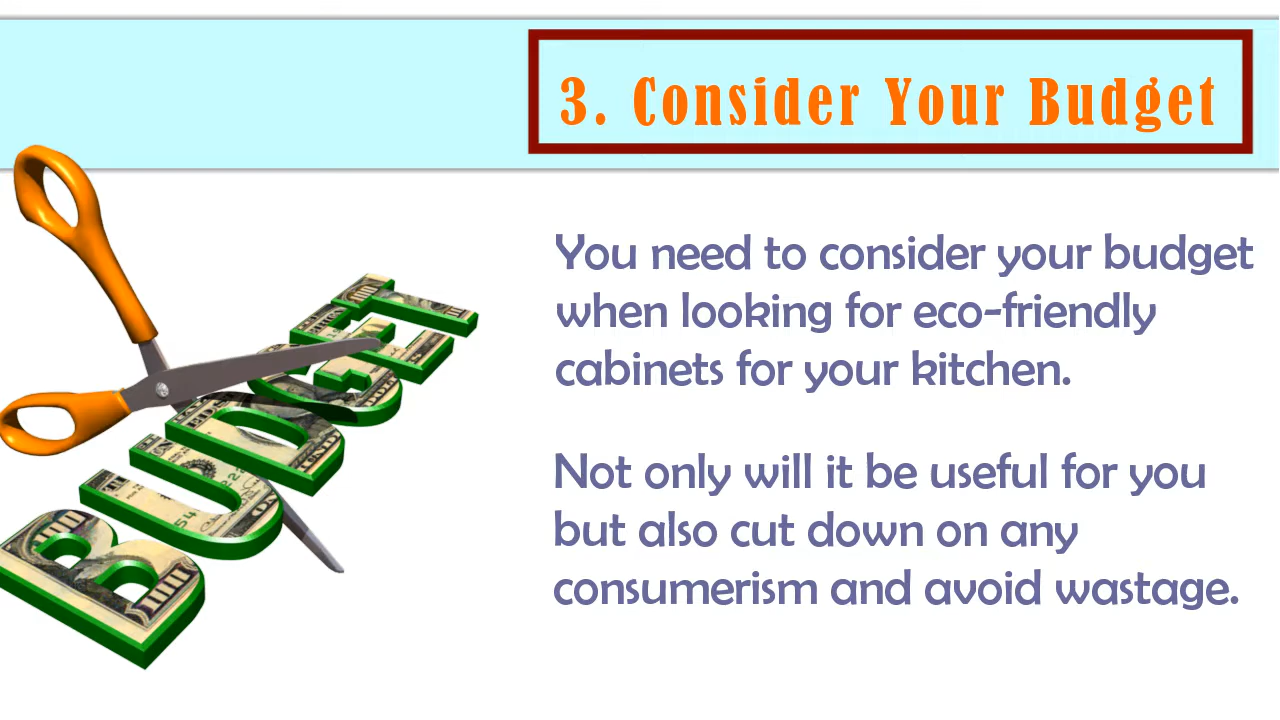 3. Consider Your Budget
BUDGET
You need to consider your budget
when looking for eco-friendly
cabinets for your kitchen.
Not only will it be useful for you
but also cut down on any
consumerism and avoid wastage.